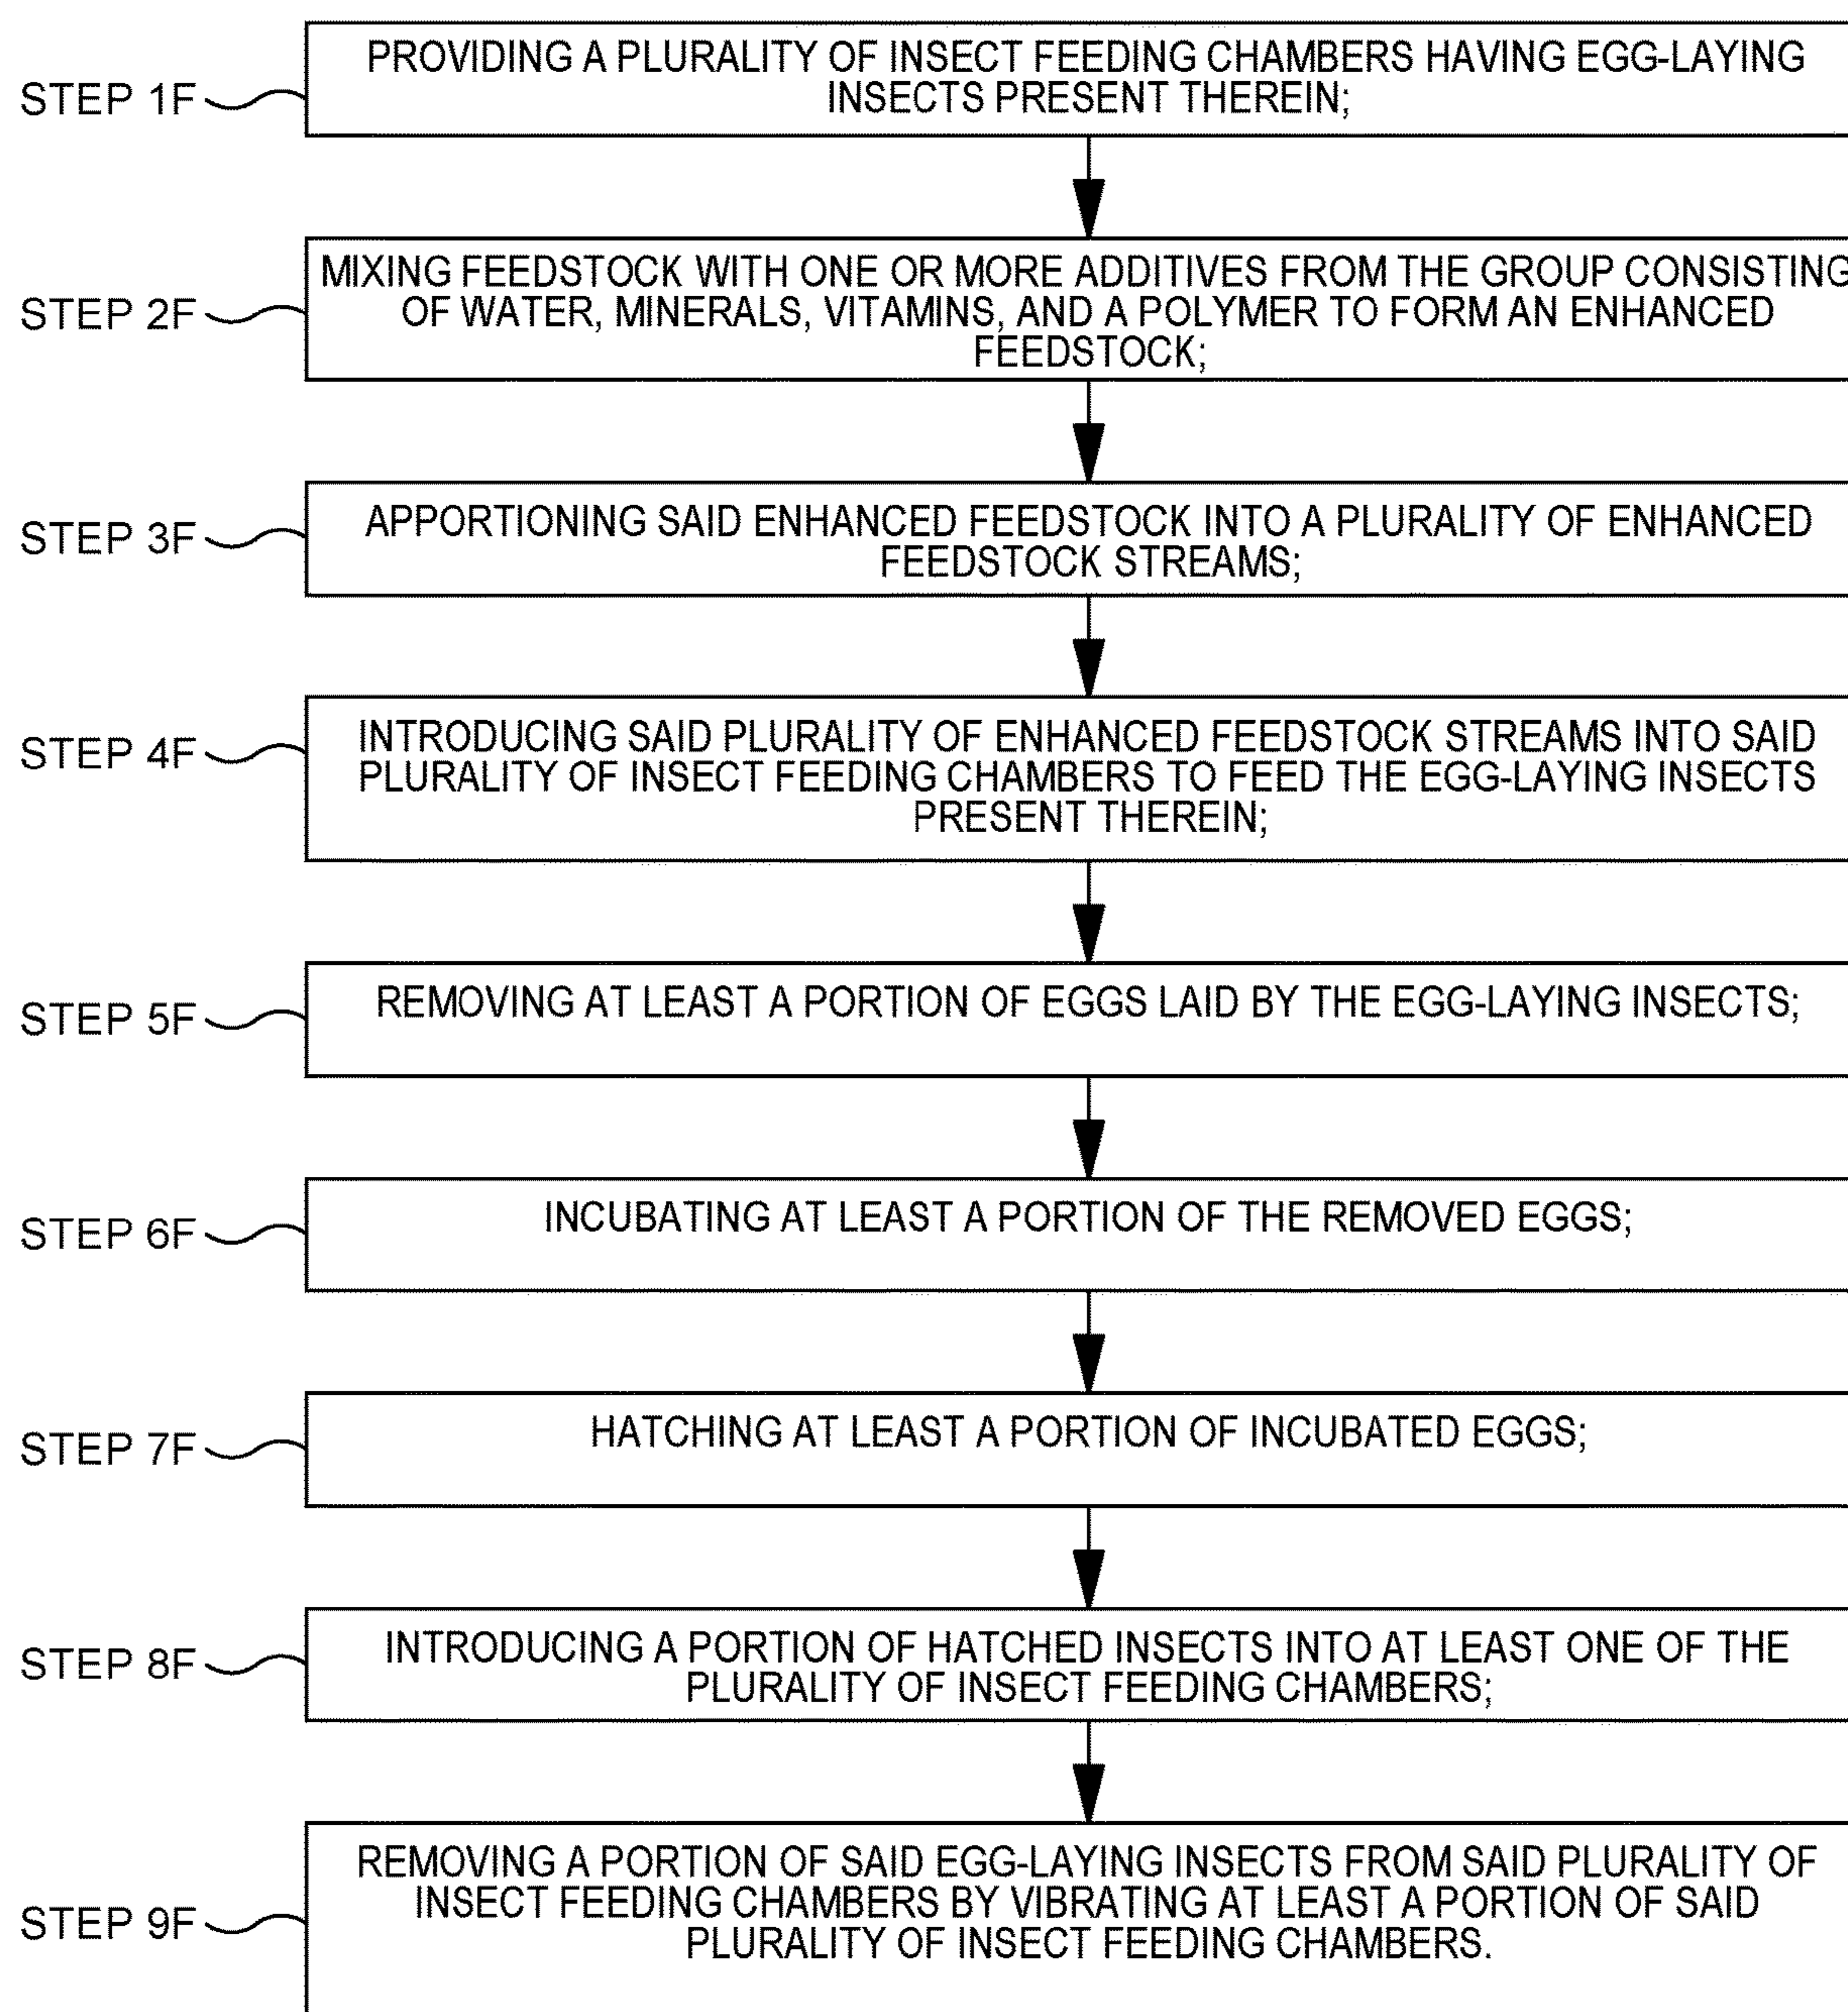 STEP 1F
PROVIDING A PLURALITY OF INSECT FEEDING CHAMBERS HAVING EGG-LAYING
INSECTS PRESENT THEREIN;
STEP 2F
MIXING FEEDSTOCK WITH ONE OR MORE ADDITIVES FROM THE GROUP CONSISTING
OF WATER, MINERALS, VITAMINS, AND A POLYMER TO FORM AN ENHANCED
FEEDSTOCK;
STEP 3F
APPORTIONING SAID ENHANCED FEEDSTOCK INTO A PLURALITY OF ENHANCED
FEEDSTOCK STREAMS;
STEP 4F
INTRODUCING SAID PLURALITY OF ENHANCED FEEDSTOCK STREAMS INTO SAID
PLURALITY OF INSECT FEEDING CHAMBERS TO FEED THE EGG-LAYING INSECTS
PRESENT THEREIN;
STEP 5F
REMOVING AT LEAST A PORTION OF EGGS LAID BY THE EGG-LAYING INSECTS;
STEP 6F
INCUBATING AT LEAST A PORTION OF THE REMOVED EGGS;
STEP 7F
HATCHING AT LEAST A PORTION OF INCUBATED EGGS;
STEP 8F
INTRODUCING A PORTION OF HATCHED INSECTS INTO AT LEAST ONE OF THE
PLURALITY OF INSECT FEEDING CHAMBERS;
STEP 9F
REMOVING A PORTION OF SAID EGG-LAYING INSECTS FROM SAID PLURALITY OF
INSECT FEEDING CHAMBERS BY VIBRATING AT LEAST A PORTION OF SAID
PLURALITY OF INSECT FEEDING CHAMBERS.